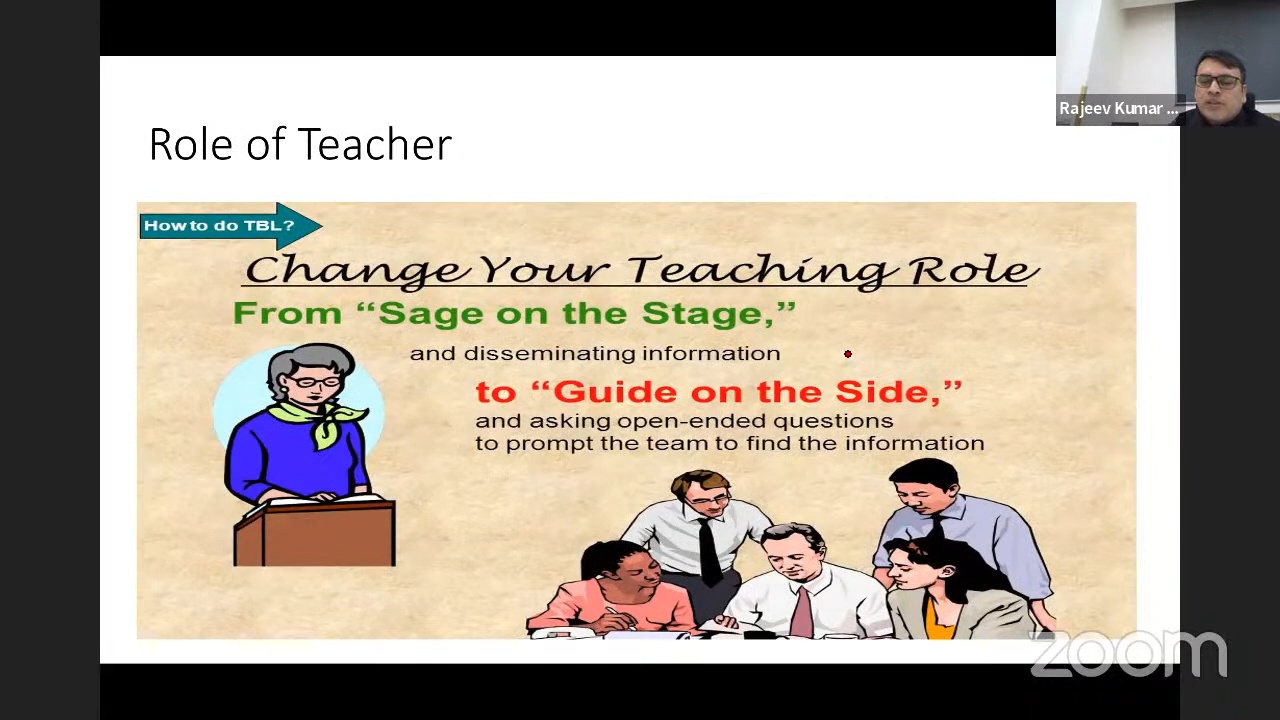 Rajeev Kumar ...
Role of Teacher
How to do TBL?
Change Your Teaching Role
From “Sage on the Stage,”
and disseminating information
to “Guide on the Side,”
and asking open-ended questions
to prompt the team to find the information
zoom